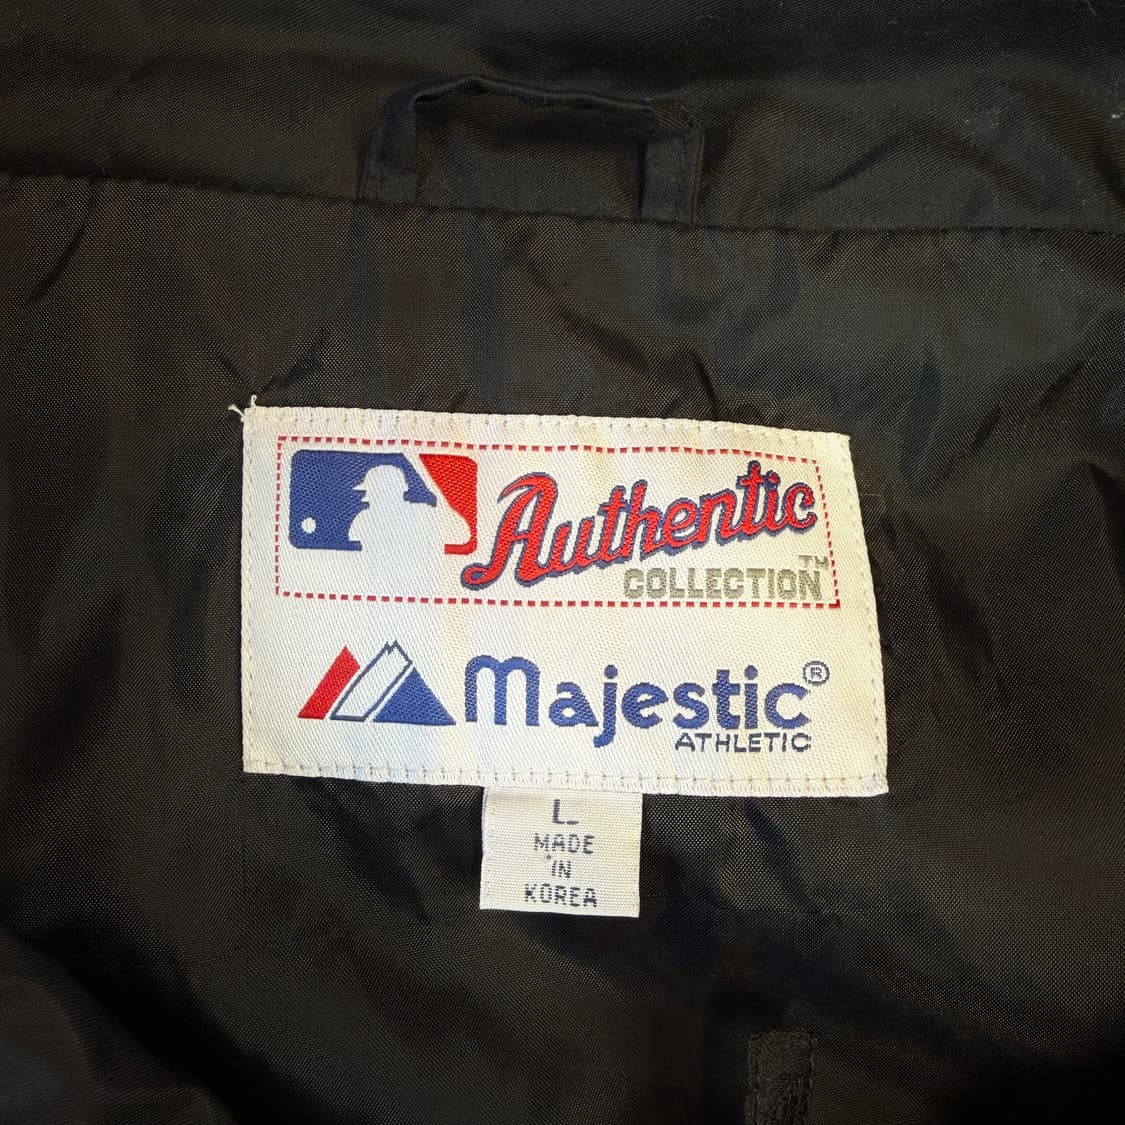 Authentic
COLLECTION™
Majestic®
ATHLETIC
L
MADE
IN
KOREA